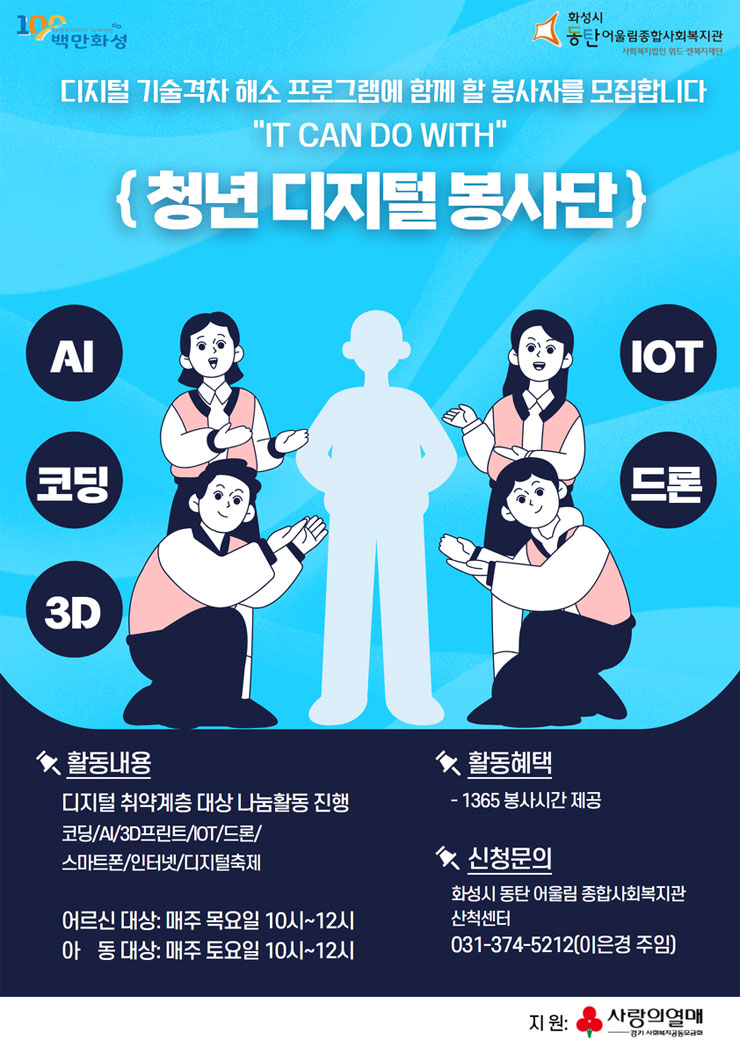 100
백만화성
화성시
동탄어울림종합사회복지관
사회복지법인 위드-캔복지재단
디지털 기술격차 해소 프로그램에 함께 할 봉사자를 모집합니다
"IT CAN DO WITH"
{ 청년 디지털 봉사단 }
AI
IOT
코딩
드론
3D
활동내용
디지털 취약계층 대상 나눔활동 진행
코딩/AI/3D프린트/IOT/드론/
스마트폰/인터넷/디지털축제
어르신 대상: 매주 목요일 10시~12시
아 동 대상: 매주 토요일 10시~12시
활동혜택
- 1365 봉사시간 제공
신청문의
화성시 동탄 어울림 종합사회복지관
산척센터
031-374-5212(이은경 주임)
지원: 사랑의열매
경기 사회복지공동모금회